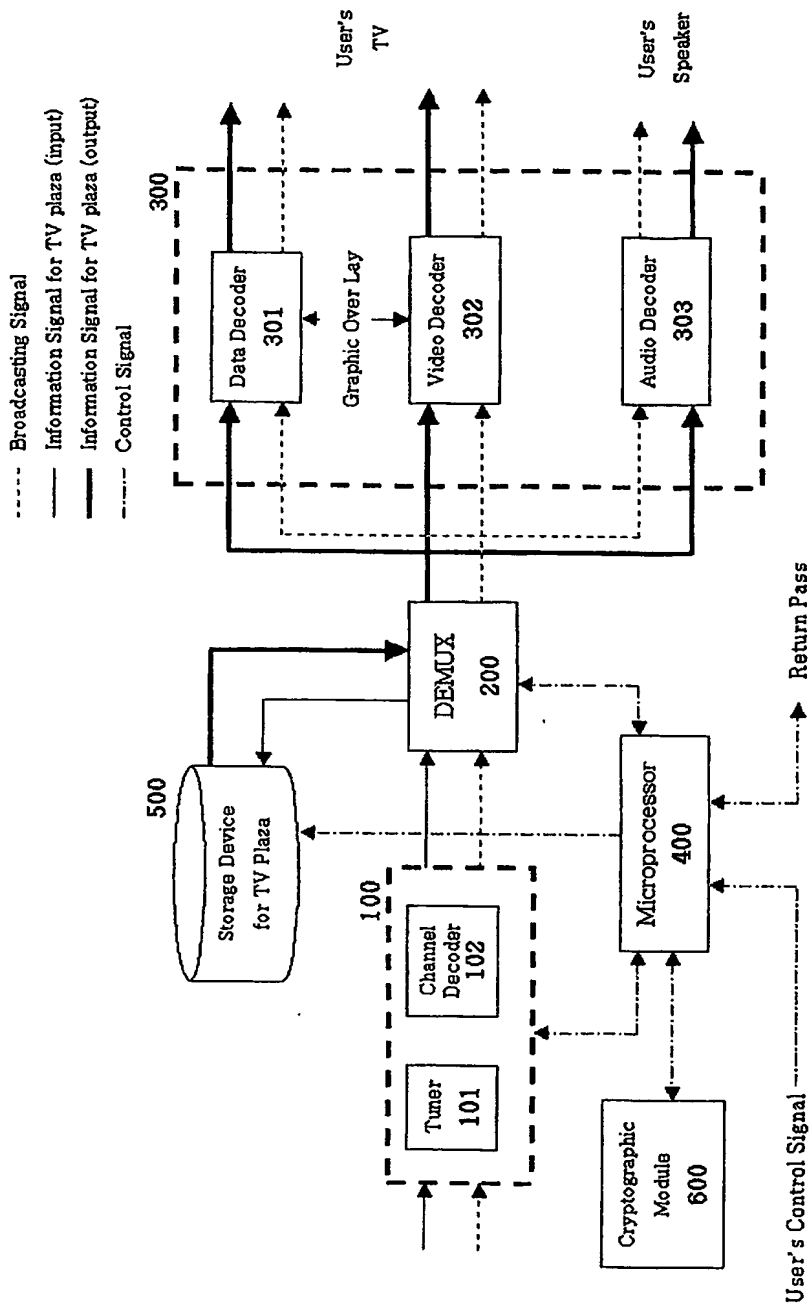 Broadcasting Signal
Information Signal for TV plaza (input)
Information Signal for TV plaza (output)
Control Signal
500
Storage Device
for TV Plaza
100
Tuner
101
Channel
Decoder
102
DEMUX
200
300
Data Decoder
301
Graphic Over Lay
Video Decoder
302
Audio Decoder
303
User's
TV
User's
Speaker
Microprocessor
400
Cryptographic
Module
600
User's Control Signal
Return Pass